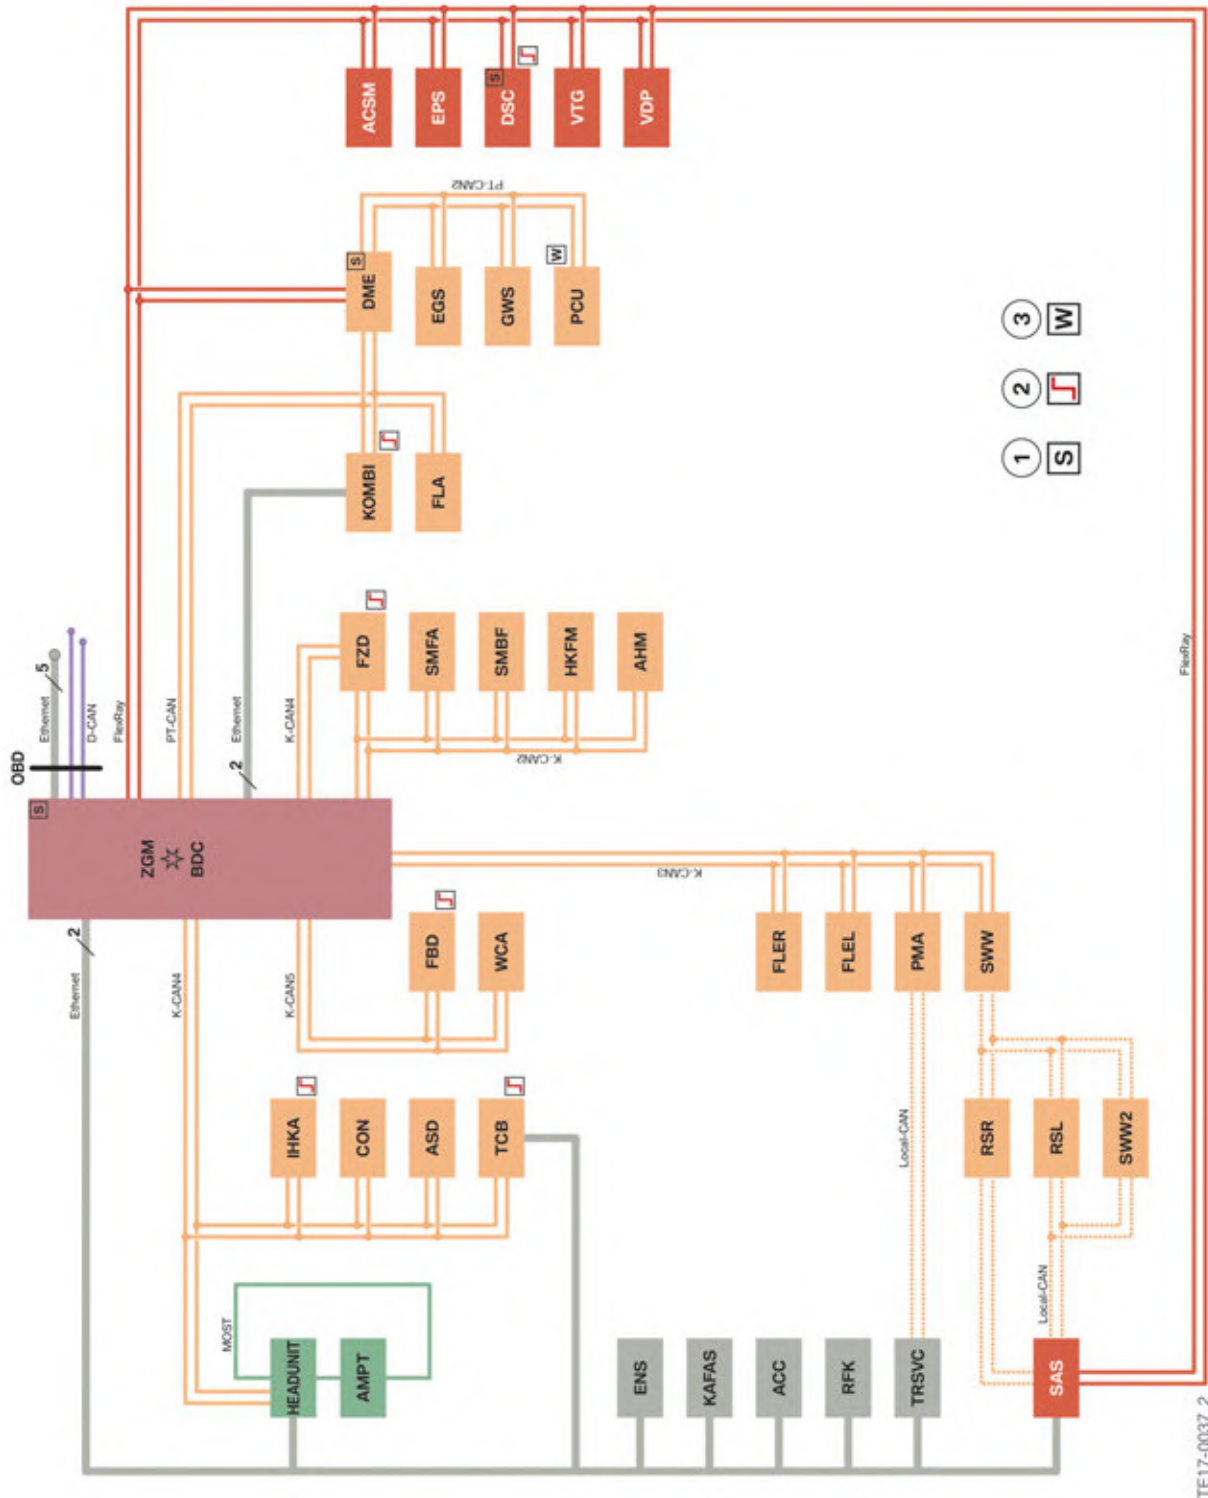 TE17-0037_2
HEADUNIT
AMPT
MOST
ENS
KAFAS
ACC
RFK
TRSVC
SAS
Local-CAN
Local-CAN
IHKA
CON
ASD
TCB
RSR
RSL
SWW2
Ethernet
2
K-CAN4
K-CAN5
FBD
WCA
FLER
FLEL
PMA
SWW
K-CAN3
S
ZGM
BDC
OBD
Ethernet
5
D-CAN
FlexRay
PT-CAN
Ethernet
2
K-CAN4
K-CAN2
FZD
SMFA
SMBF
HKFM
AHM
FlexRay
KOMBI
FLA
1
S
2
3
W
DME
S
EGS
GWS
PCU
W
PT-CAN2
ACSM
EPS
DSC
S
VTG
VDP